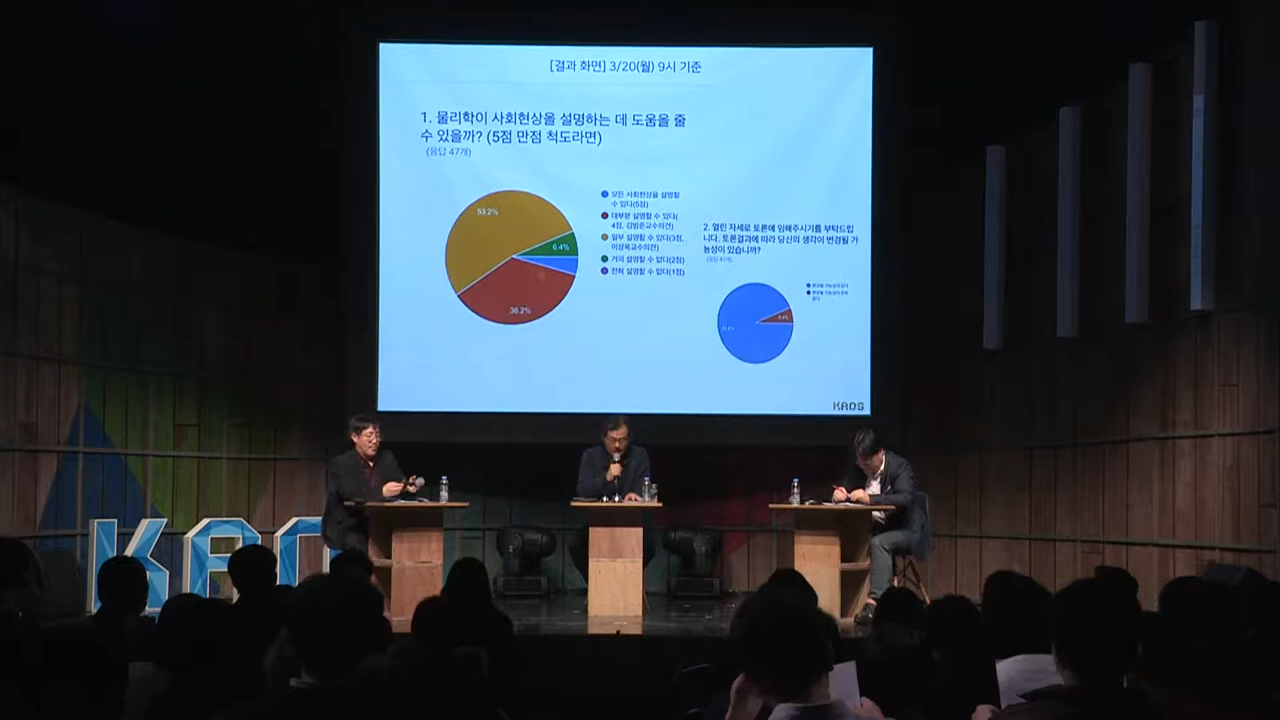 [결과 화면] 3/20(월) 9시 기준
1. 물리학이 사회현상을 설명하는 데 도움을 줄
수 있을까? (5점 만점 척도라면)
(응답 47개)
53.2%
6.4%
36.2%
모든 사회현상을 설명할
수 있다(5점)
대부분 설명할 수 있다(
4점, 김범준교수의견)
일부 설명할 수 있다(3점,
이상욱교수의견)
거의 설명할 수 없다(2점)
전혀 설명할 수 없다(1점)
2. 열린 자세로 토론에 임해주시기를 부탁드립
니다. 토론결과에 따라 당신의 생각이 변경될 가
능성이 있습니까?
KAOS
KAO